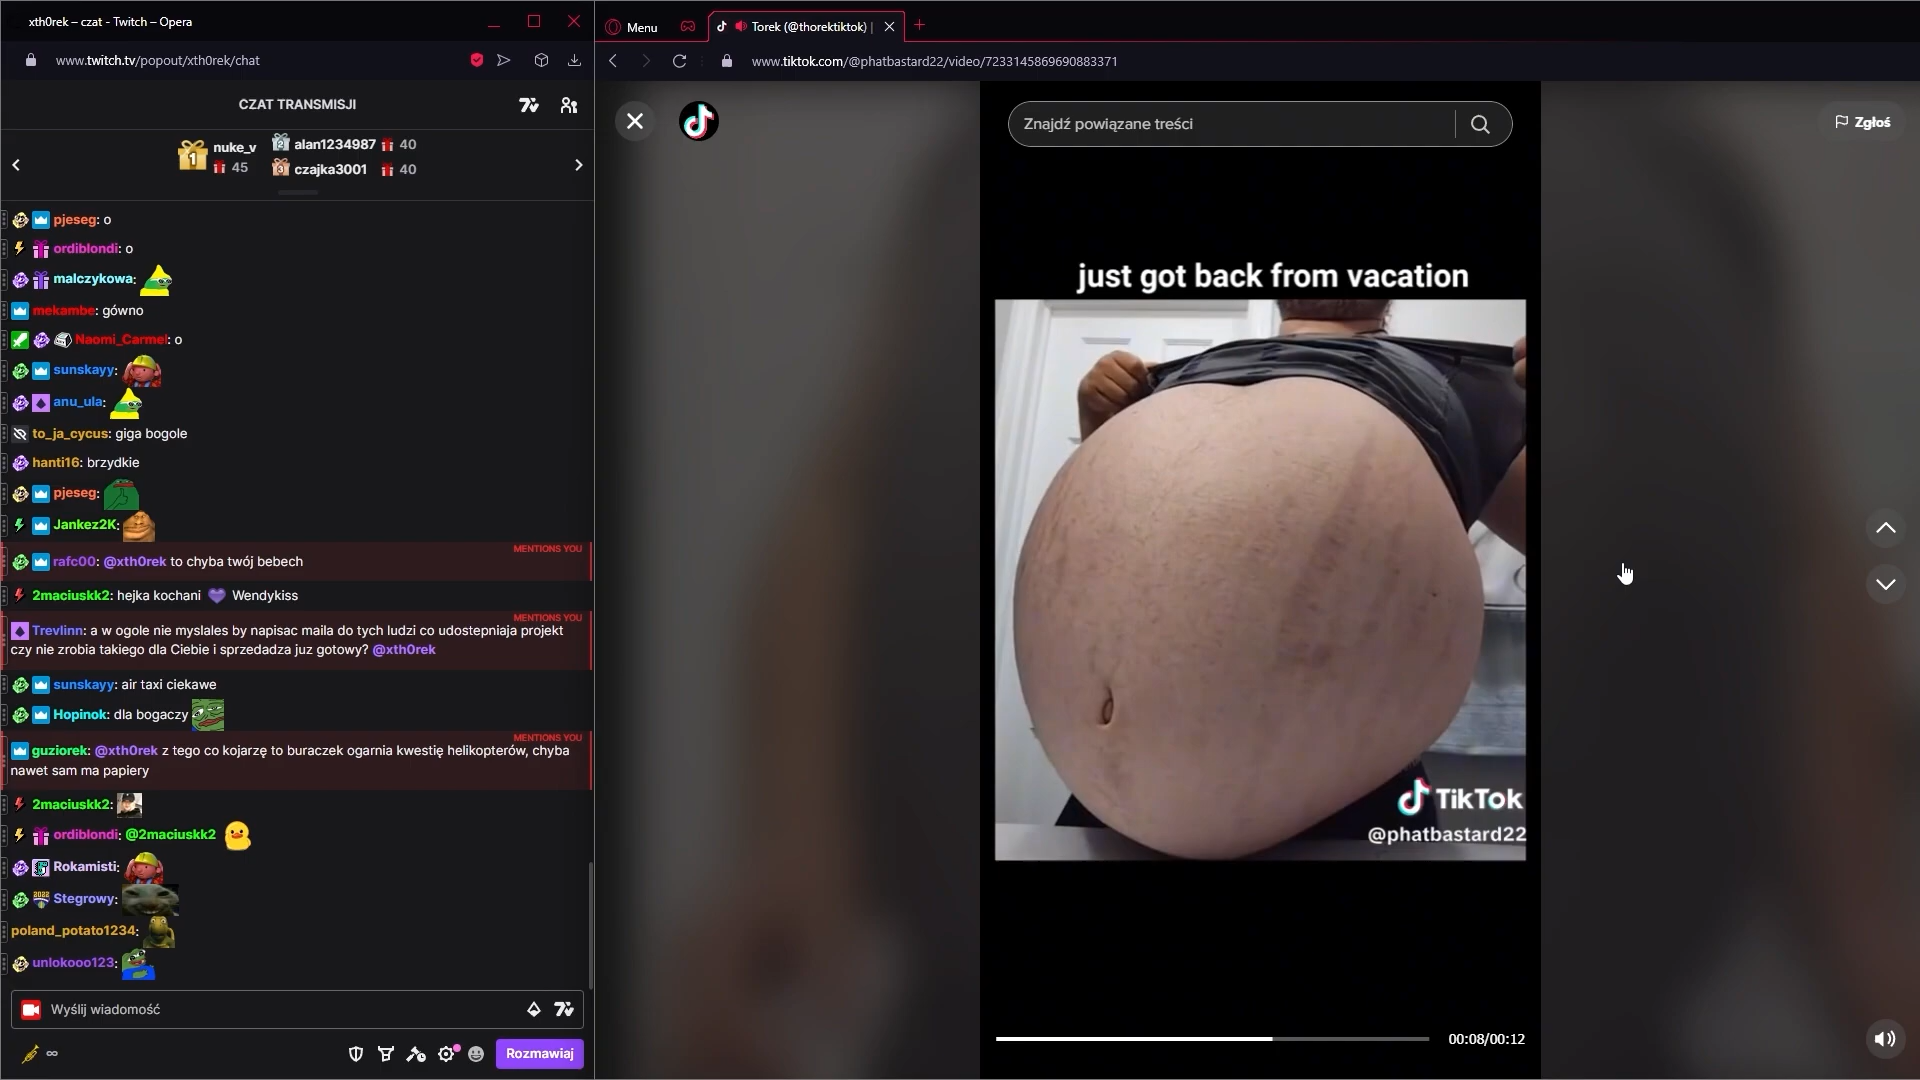 xth0rek – czat - Twitch – Opera
www.twitch.tv/popout/xth0rek/chat
CZAT TRANSMISJI
1
nuke_v
45
2
alan1234987
40
3
czajka3001
40
pjeseg: o
ordiblondi: o
malczykowa:
mekambe: gówno
Naomi_Carmel: o
sunskayy:
anu_ula:
to_ja_cycus: giga bogole
hanti16: brzydkie
pjeseg:
Jankez2K:
MENTIONS YOU
rafc00: @xth0rek to chyba twój bebech
2maciuskk2: hejka kochani Wendykiss
MENTIONS YOU
Trevlinn: a w ogole nie myslales by napisac maila do tych ludzi co udostepniaja projekt
czy nie zrobia takiego dla Ciebie i sprzedadza juz gotowy? @xth0rek
sunskayy: air taxi ciekawe
Hopinok: dla bogaczy
MENTIONS YOU
guziorek: @xth0rek z tego co kojarzę to buraczek ogarnia kwestię helikopterów, chyba
nawet sam ma papiery
2maciuskk2:
ordiblondi: @2maciuskk2
Rokamisti:
2022
Stegrowy:
poland_potato1234:
unlokooo123:
Wyślij wiadomość
∞
Rozmawiaj
Menu
Torek (@thorektiktok) |
www.tiktok.com/@phatbastard22/video/7233145869690883371
Znajdź powiązane treści
Zgłoś
just got back from vacation
TikTok
@phatbastard22
00:08/00:12